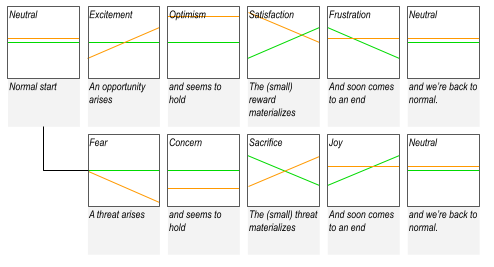 Neutral
Excitement
Optimism
Satisfaction
Frustration
Neutral
Normal start
An opportunity
arises
and seems to
hold
The (small)
reward
materializes
And soon comes
to an end
and we're back to
normal.
Fear
Concern
Sacrifice
Joy
Neutral
A threat arises
and seems to
hold
The (small) threat
materializes
And soon comes
to an end
and we're back to
normal.